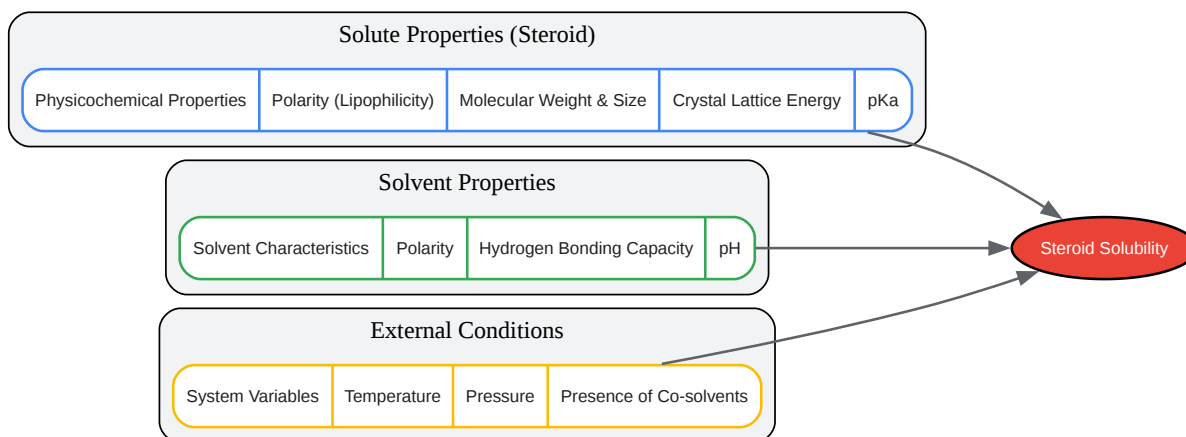 Solute Properties (Steroid)
Physicochemical Properties
Polarity (Lipophilicity)
Molecular Weight & Size
Crystal Lattice Energy
pKa
Solvent Properties
Solvent Characteristics
Polarity
Hydrogen Bonding Capacity
pH
Steroid Solubility
External Conditions
System Variables
Temperature
Pressure
Presence of Co-solvents